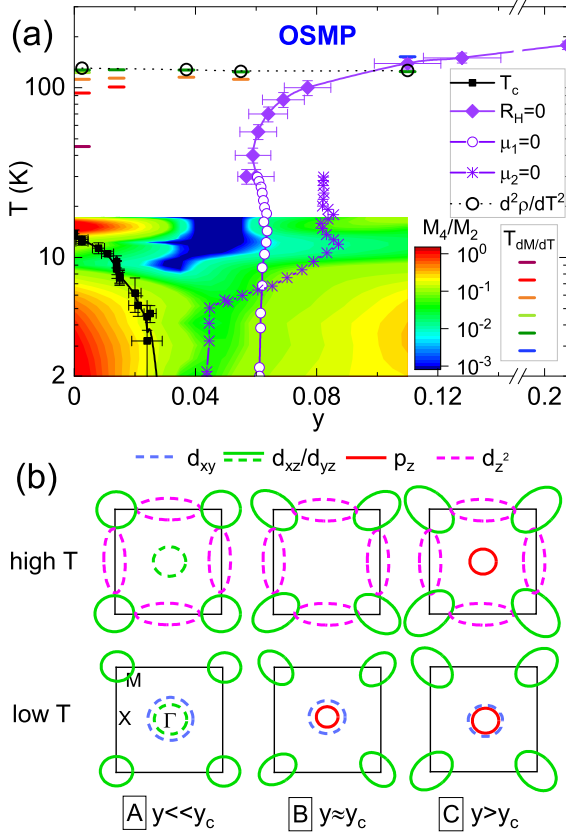 (a)
OSMP
100
10
2
T (K)
0.00
0.04
0.08
0.12
0.2
y
T_c
R_H=0
μ_1=0
μ_2=0
d²ρ/dT²
M_4/M_2
10⁰
10⁻¹
10⁻²
10⁻³
T_dM/dT
(b)
d_xy
d_xz/d_yz
p_z
d_z²
high T
low T
M
X
Γ
A y<<y_c
B y≈y_c
C y>y_c